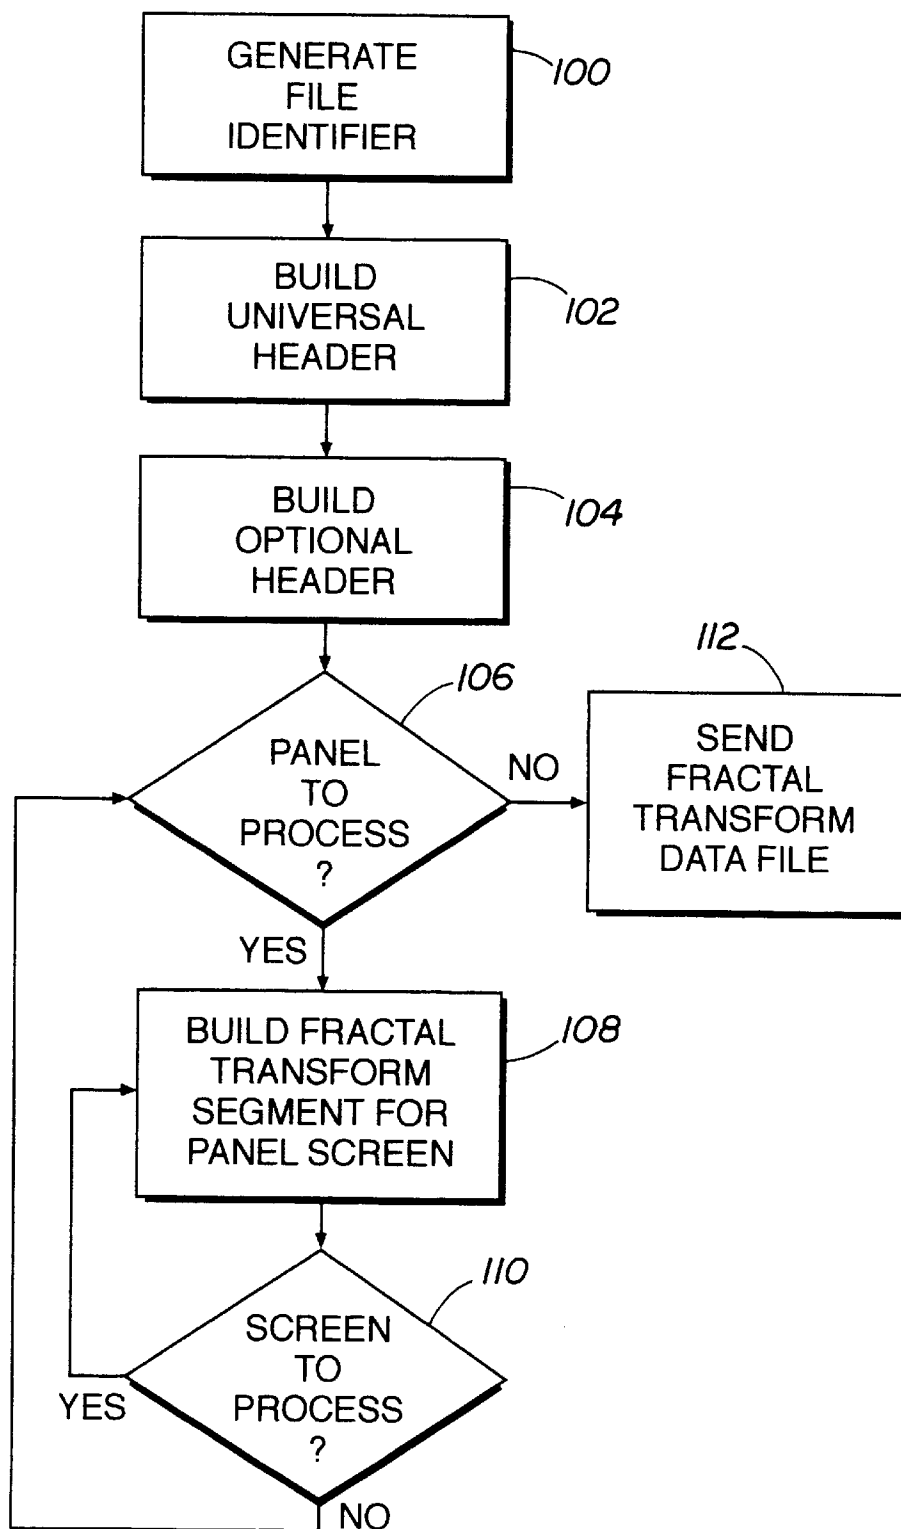 GENERATE
FILE
IDENTIFIER
100
BUILD
UNIVERSAL
HEADER
102
BUILD
OPTIONAL
HEADER
104
106
112
PANEL
TO
PROCESS
?
NO
SEND
FRACTAL
TRANSFORM
DATA FILE
YES
BUILD FRACTAL
TRANSFORM
SEGMENT FOR
PANEL SCREEN
108
110
SCREEN
TO
PROCESS
?
YES
NO